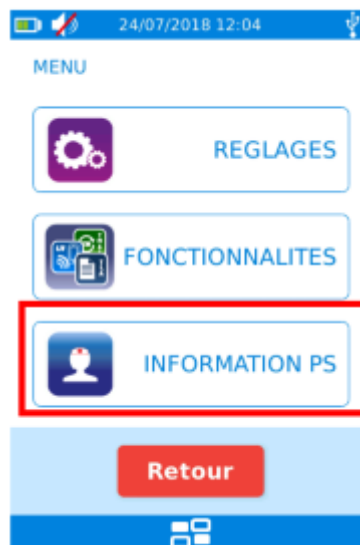 24/07/2018 12:04
MENU
REGLAGES
FONCTIONNALITES
INFORMATION PS
Retour